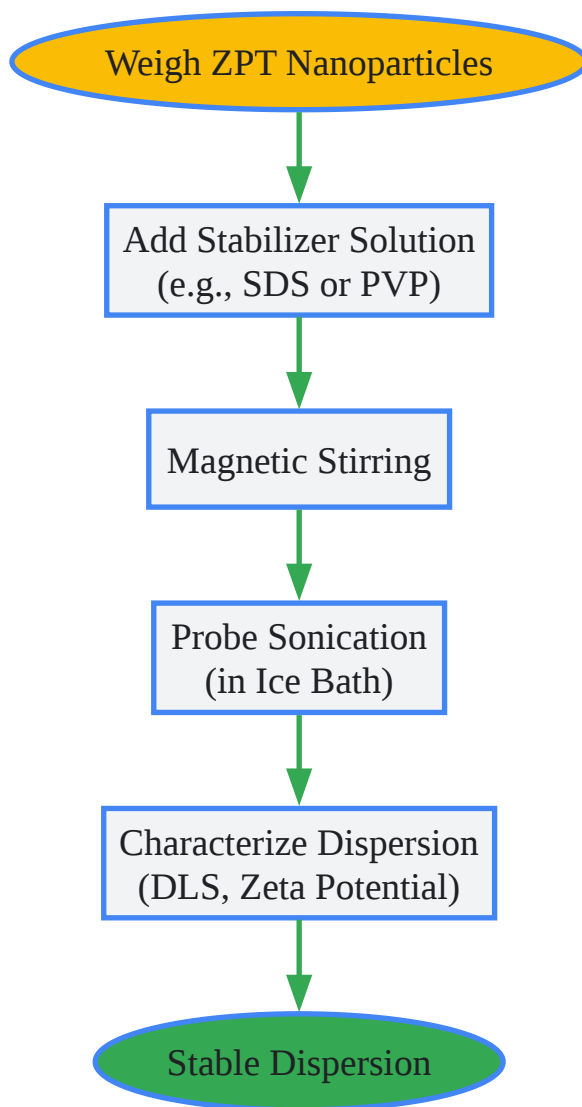 Weigh ZPT Nanoparticles
Add Stabilizer Solution
(e.g., SDS or PVP)
Magnetic Stirring
Probe Sonication
(in Ice Bath)
Characterize Dispersion
(DLS, Zeta Potential)
Stable Dispersion